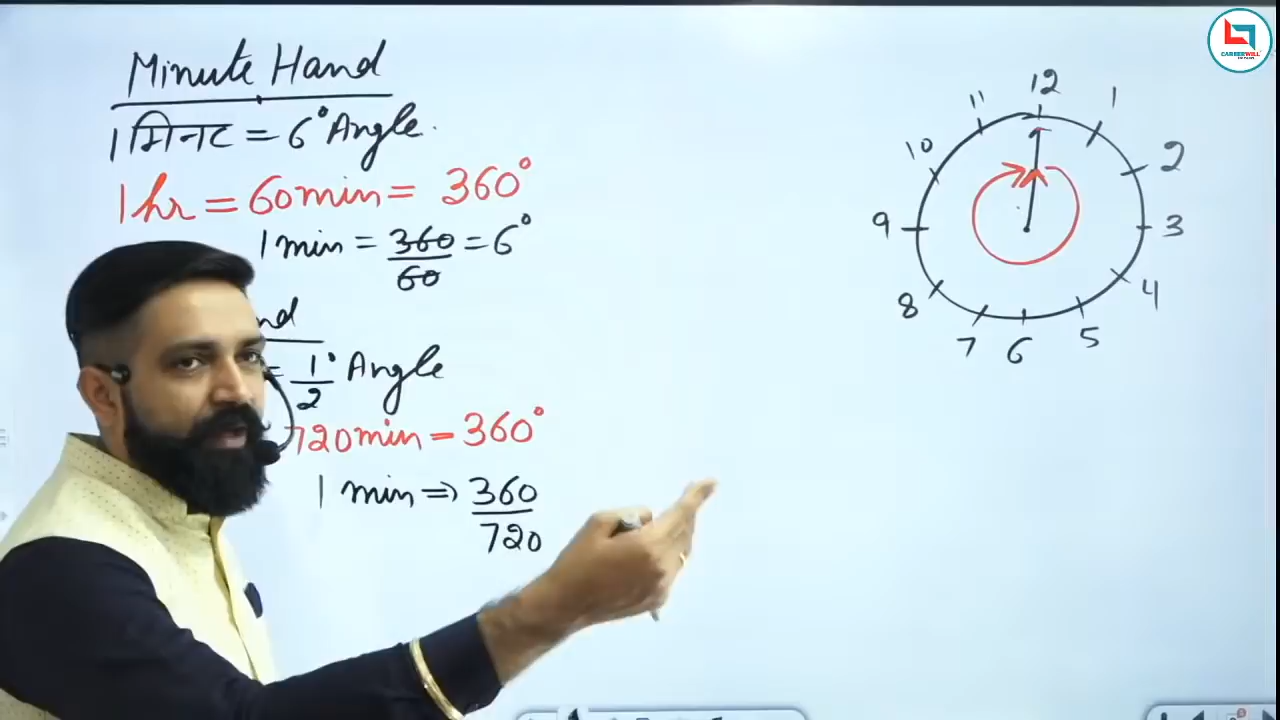 Minute Hand
1 मिनट = 6° Angle.
1 hr = 60 min = 360°
1 min = 360/60 = 6°
nd
= 1°/2 Angle
720 min = 360°
1 min ⇒ 360/720
12
11
1
10
2
9
3
8
4
7
6
5
CAREERWILL